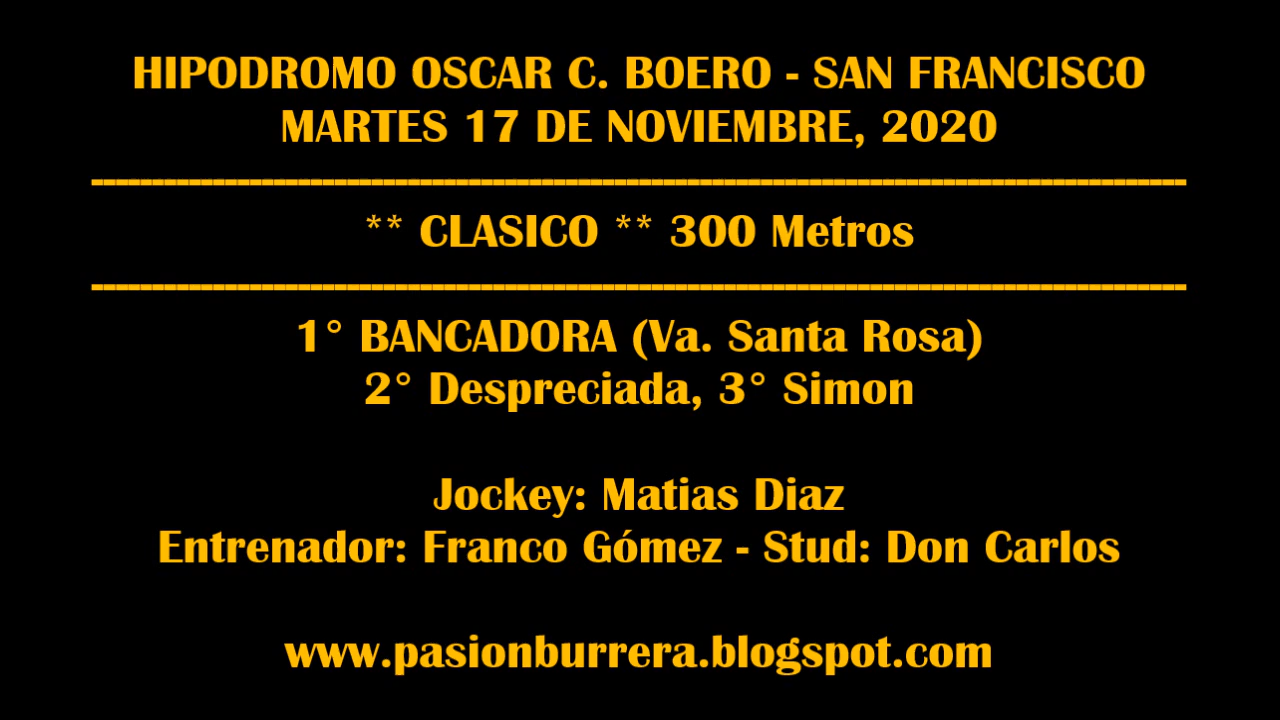 HIPODROMO OSCAR C. BOERO - SAN FRANCISCO
MARTES 17 DE NOVIEMBRE, 2020
** CLASICO ** 300 Metros
1° BANCADORA (Va. Santa Rosa)
2° Despreciada, 3° Simon
Jockey: Matias Diaz
Entrenador: Franco Gómez - Stud: Don Carlos
www.pasionburrera.blogspot.com